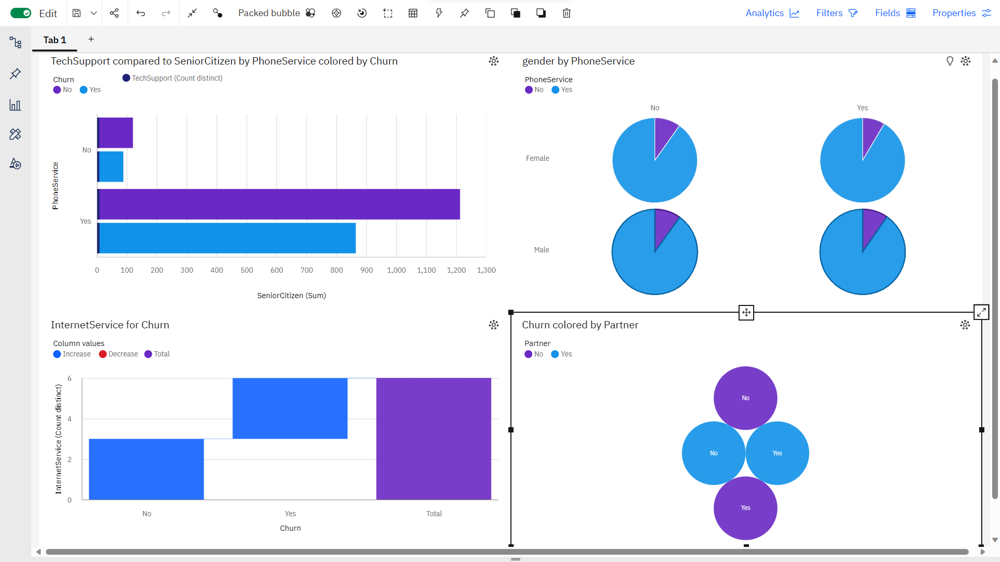 Edit
Packed bubble
Analytics
Filters
Fields
Properties
Tab 1
+
TechSupport compared to SeniorCitizen by PhoneService colored by Churn
Churn
No Yes
TechSupport (Count distinct)
PhoneService
No
Yes
0 100 200 300 400 500 600 700 800 900 1,000 1,100 1,200 1,300
SeniorCitizen (Sum)
gender by PhoneService
PhoneService
No Yes
No Yes
Female
Male
InternetService for Churn
Column values
Increase Decrease Total
InternetService (Count distinct)
6
4
2
0
No Yes Total
Churn
Churn colored by Partner
Partner
No Yes
No
No Yes
Yes